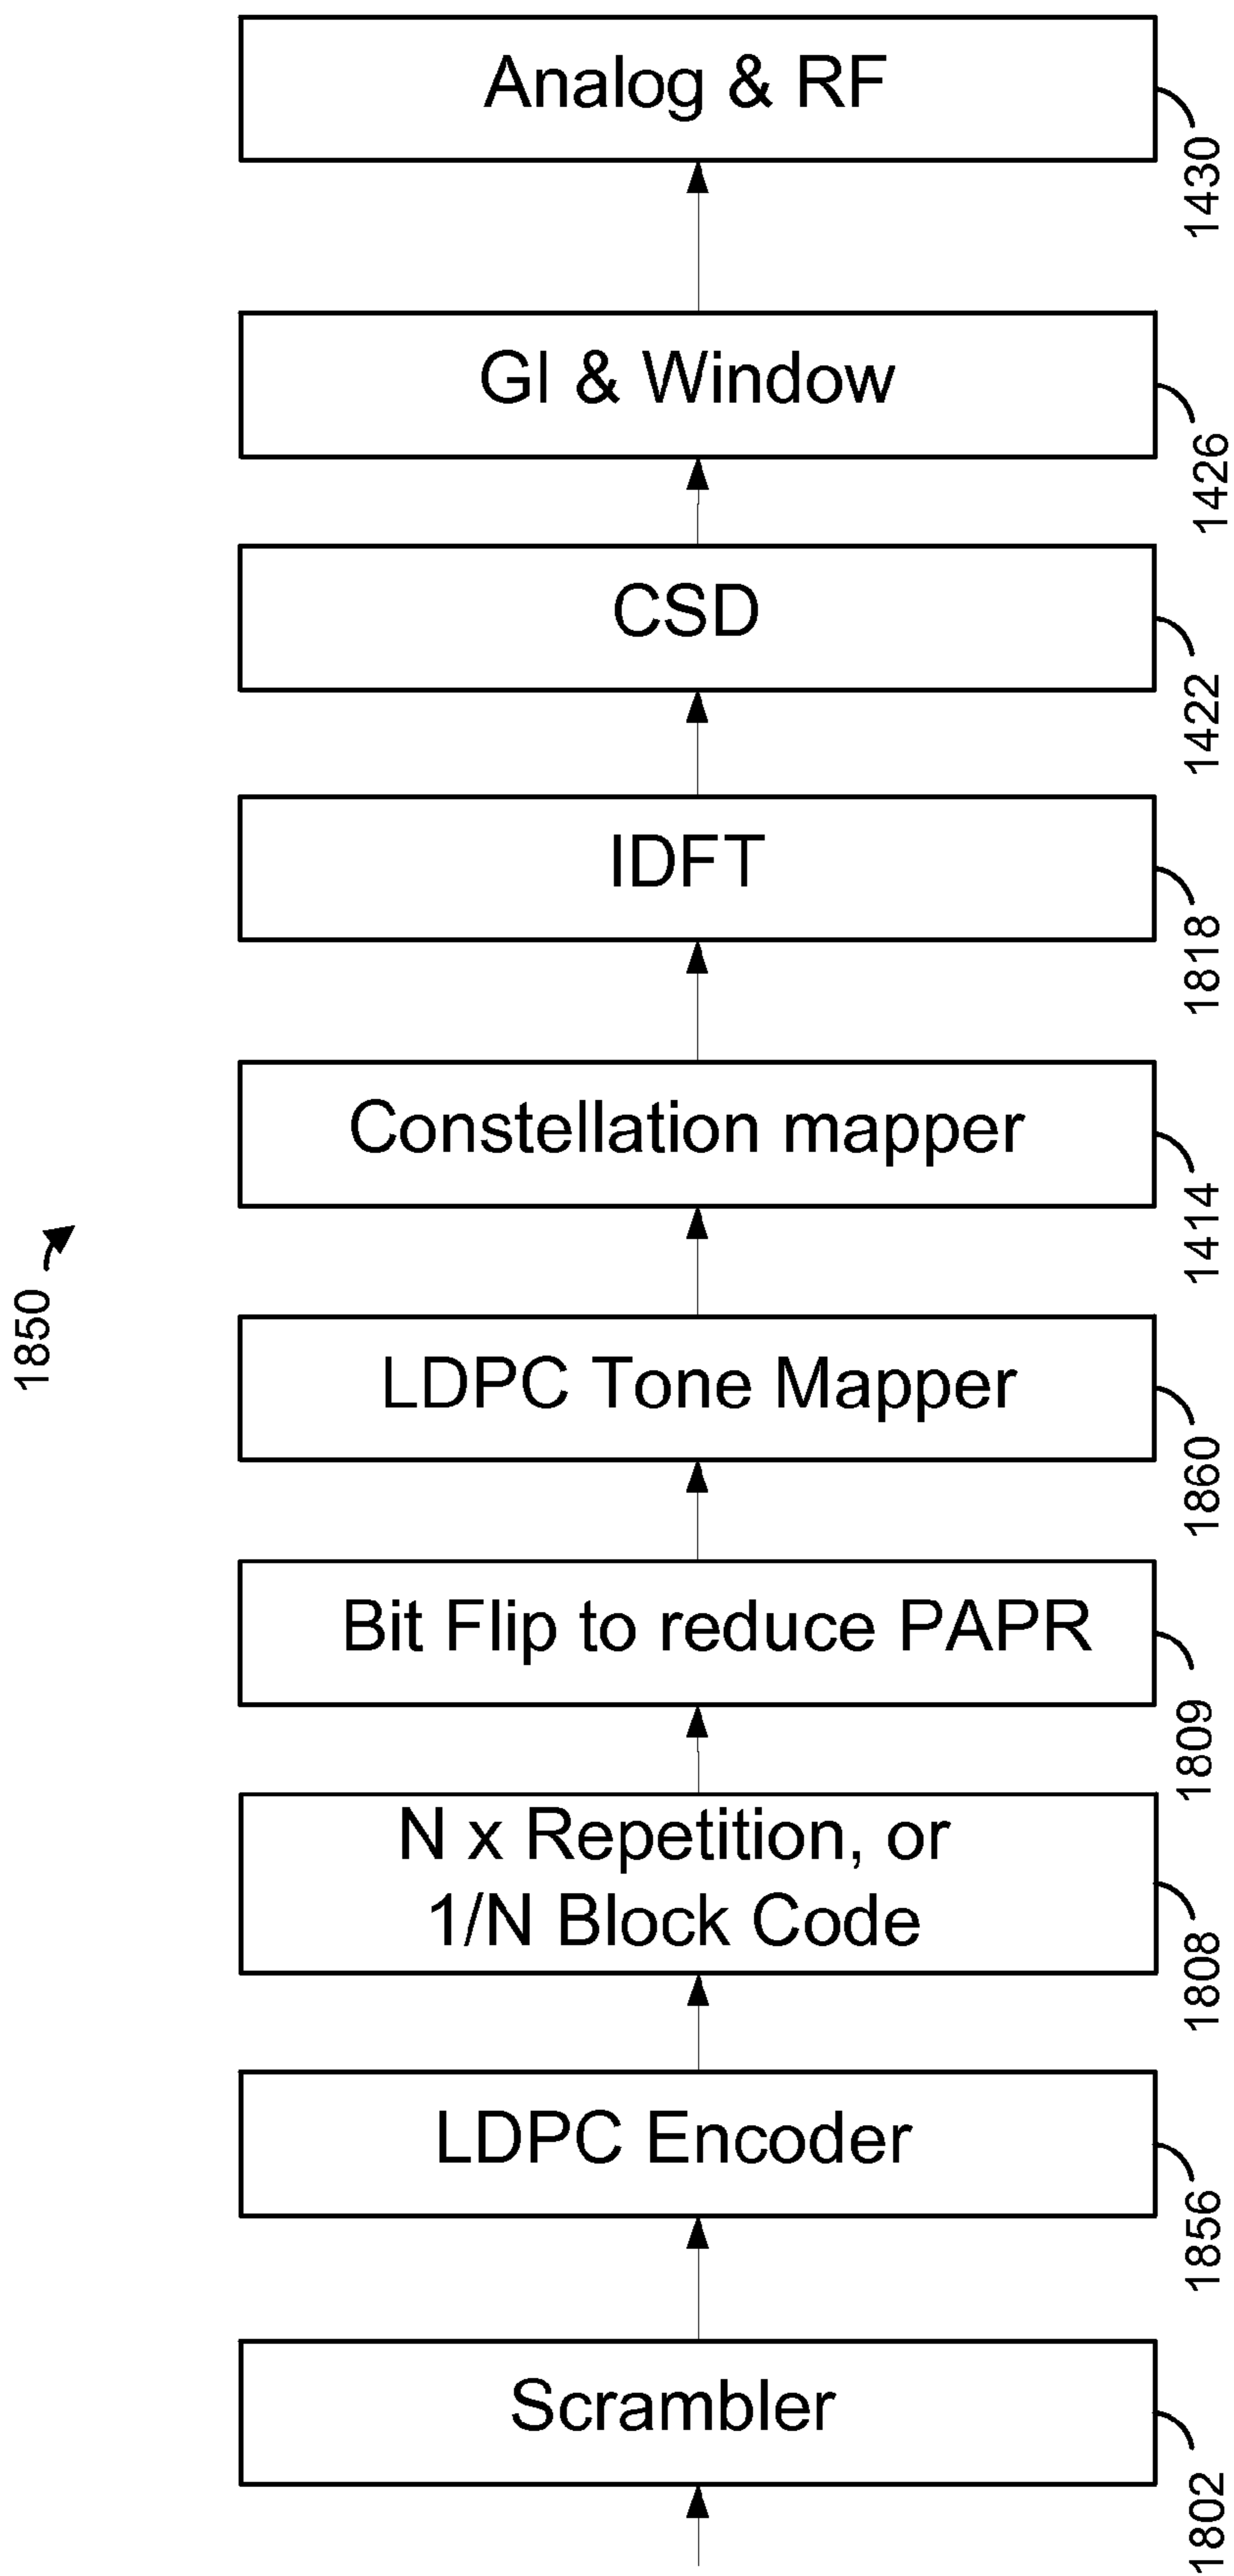 Analog & RF
1430
GI & Window
1426
CSD
1422
IDFT
1818
Constellation mapper
1414
1850
LDPC Tone Mapper
1860
Bit Flip to reduce PAPR
1809
N x Repetition, or
1/N Block Code
1808
LDPC Encoder
1856
Scrambler
1802